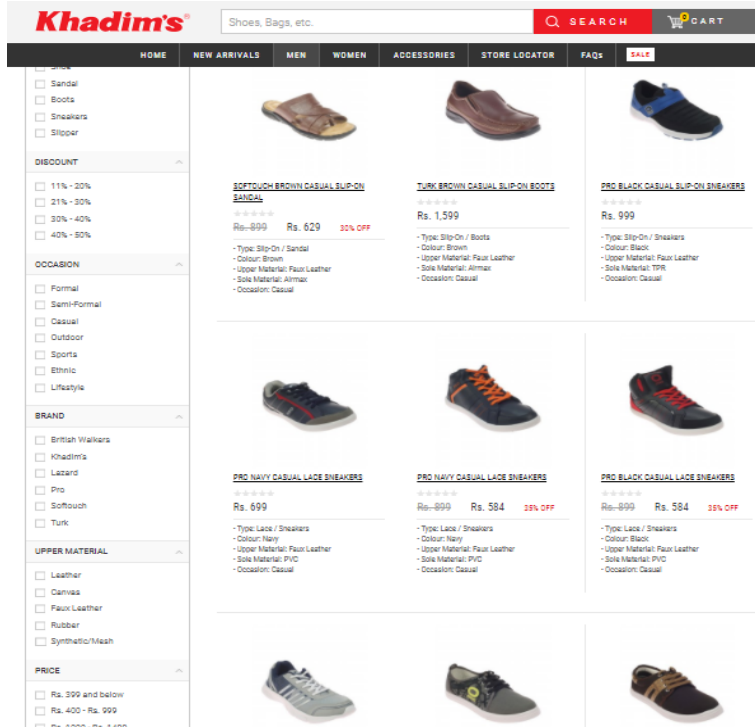 Khadim's®
Shoes, Bags, etc.
SEARCH
0
CART
HOME
NEW ARRIVALS
MEN
WOMEN
ACCESSORIES
STORE LOCATOR
FAQs
SALE
Shoe
Sandal
Boots
Sneakers
Slipper
DISCOUNT
11% - 20%
21% - 30%
30% - 40%
40% - 50%
OCCASION
Formal
Semi-Formal
Casual
Outdoor
Sports
Ethnic
Lifestyle
BRAND
British Walkers
Khadim's
Lazard
Pro
Softouch
Turk
UPPER MATERIAL
Leather
Canvas
Faux Leather
Rubber
Synthetic/Mesh
PRICE
Rs. 399 and below
Rs. 400 - Rs. 999
SOFTOUCH BROWN CASUAL SLIP-ON
SANDAL
Rs. 899 Rs. 629 30% OFF
- Type: Slip-On / Sandal
- Colour: Brown
- Upper Material: Faux Leather
- Sole Material: Airmax
- Occasion: Casual
TURK BROWN CASUAL SLIP-ON BOOTS
Rs. 1,599
- Type: Slip-On / Boots
- Colour: Brown
- Upper Material: Faux Leather
- Sole Material: Airmax
- Occasion: Casual
PRO BLACK CASUAL SLIP-ON SNEAKERS
Rs. 999
- Type: Slip-On / Sneakers
- Colour: Black
- Upper Material: Faux Leather
- Sole Material: TPR
- Occasion: Casual
PRO NAVY CASUAL LACE SNEAKERS
Rs. 699
- Type: Lace / Sneakers
- Colour: Navy
- Upper Material: Faux Leather
- Sole Material: PVC
- Occasion: Casual
PRO NAVY CASUAL LACE SNEAKERS
Rs. 899 Rs. 584 35% OFF
- Type: Lace / Sneakers
- Colour: Navy
- Upper Material: Faux Leather
- Sole Material: PVC
- Occasion: Casual
PRO BLACK CASUAL LACE SNEAKERS
Rs. 899 Rs. 584 35% OFF
- Type: Lace / Sneakers
- Colour: Black
- Upper Material: Faux Leather
- Sole Material: PVC
- Occasion: Casual